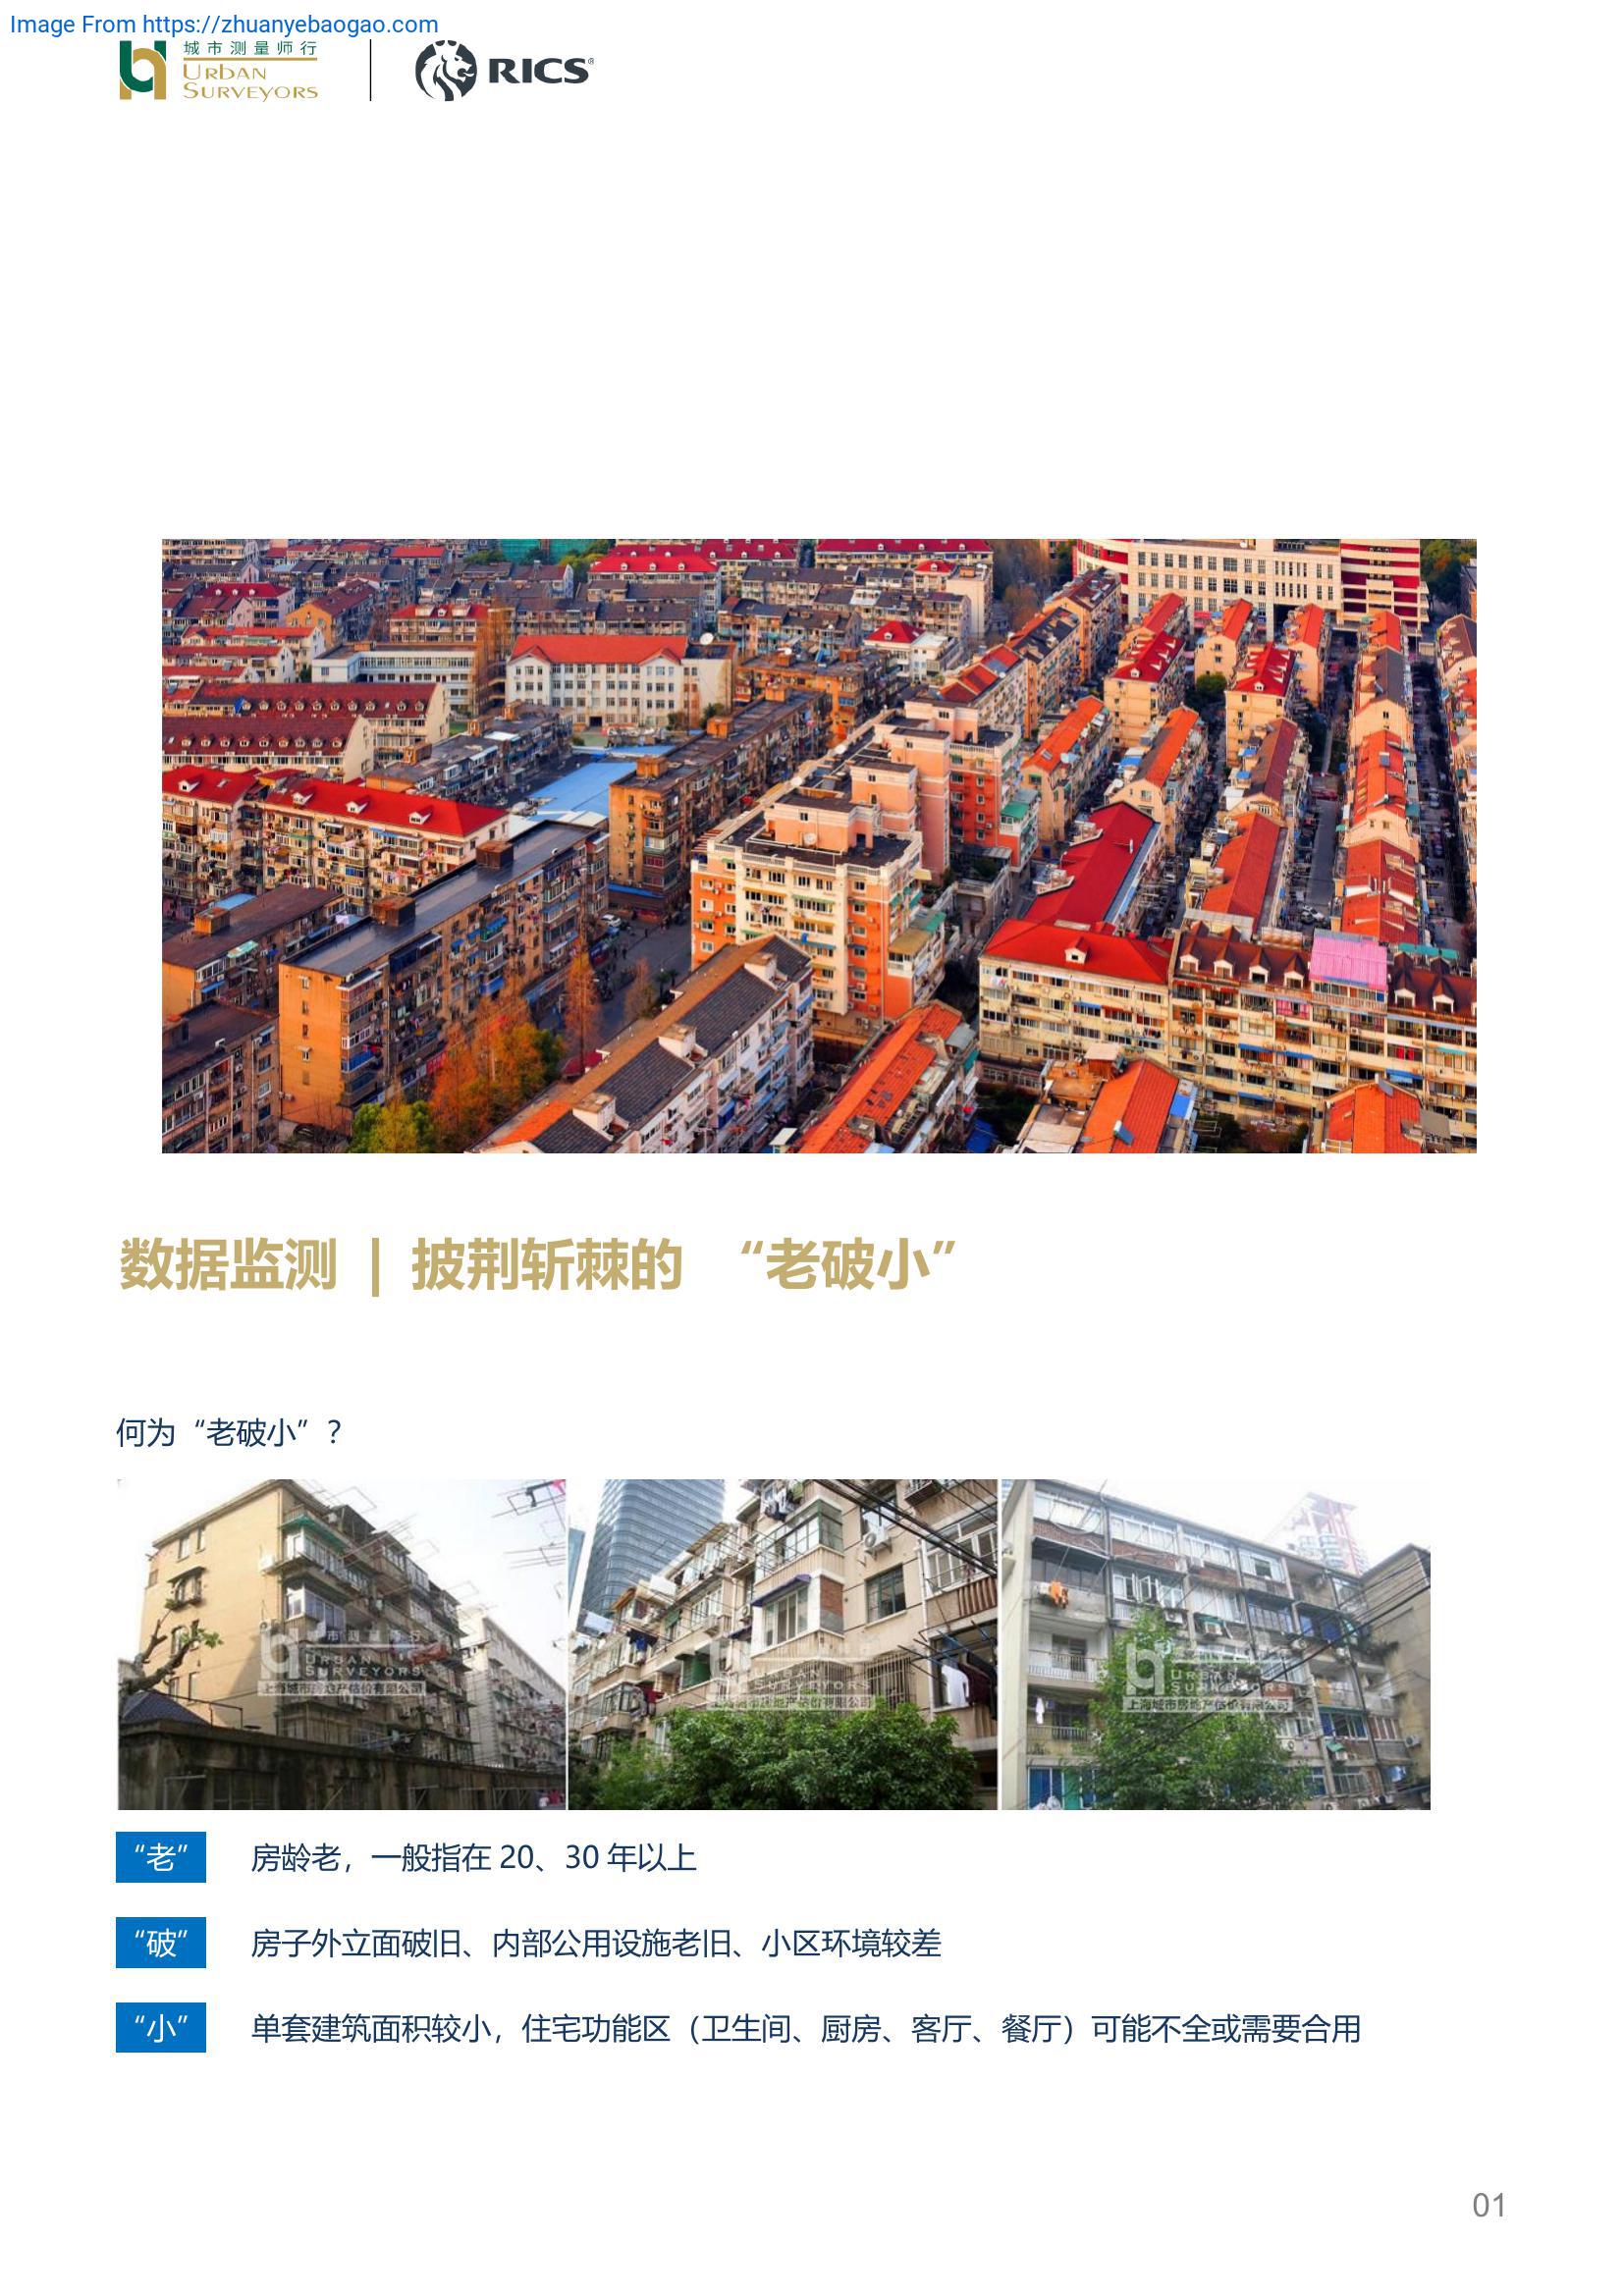 Image From https://zhuanyebaogao.com
城市测量师行
URBAN
SURVEYORS
RICS®
数据监测 | 披荆斩棘的 “老破小”
何为“老破小”？
URBAN
SURVEYORS
上海城市房地产估价有限公司
URBAN
SURVEYORS
上海城市房地产估价有限公司
URBAN
SURVEYORS
上海城市房地产估价有限公司
“老” 房龄老，一般指在 20、30 年以上
“破” 房子外立面破旧、内部公用设施老旧、小区环境较差
“小” 单套建筑面积较小，住宅功能区（卫生间、厨房、客厅、餐厅）可能不全或需要合用
01